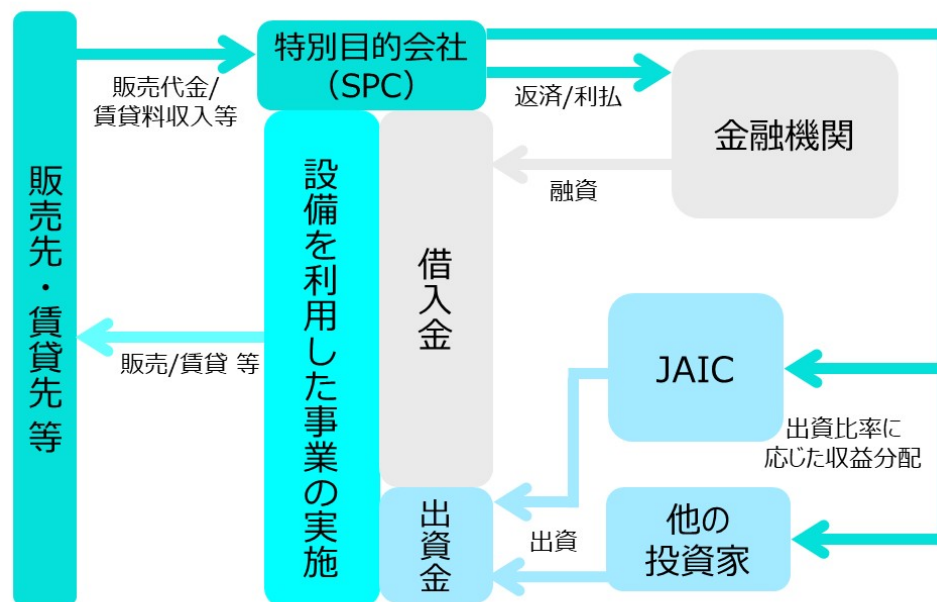 特別目的会社
（SPC）
販売代金/
賃貸料収入等
返済/利払
金融機関
融資
販売先・賃貸先 等
設備を利用した事業の実施
借入金
販売/賃貸 等
JAIC
出資比率に
応じた収益分配
出資金
出資
他の
投資家